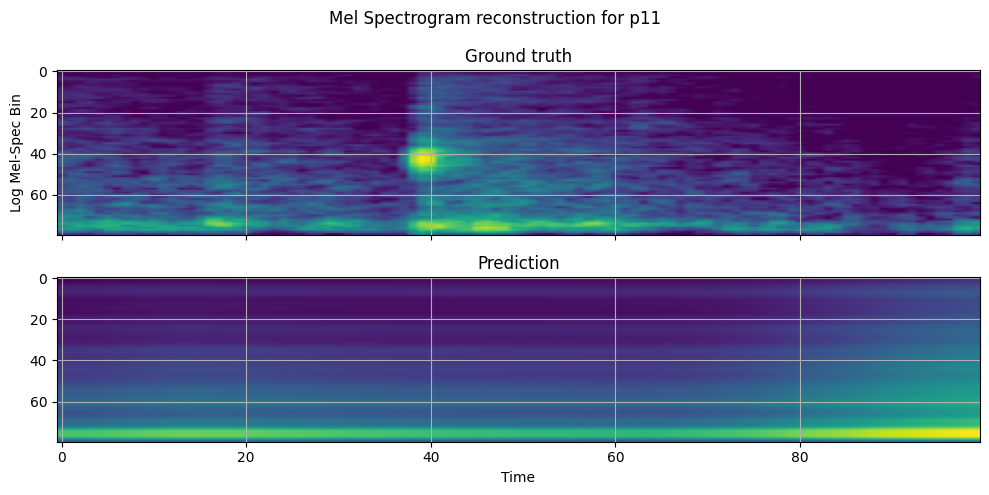 Mel Spectrogram reconstruction for p11
Ground truth
0
20
40
60
Log Mel-Spec Bin
Prediction
0
20
40
60
0 20 40 60 80
Time